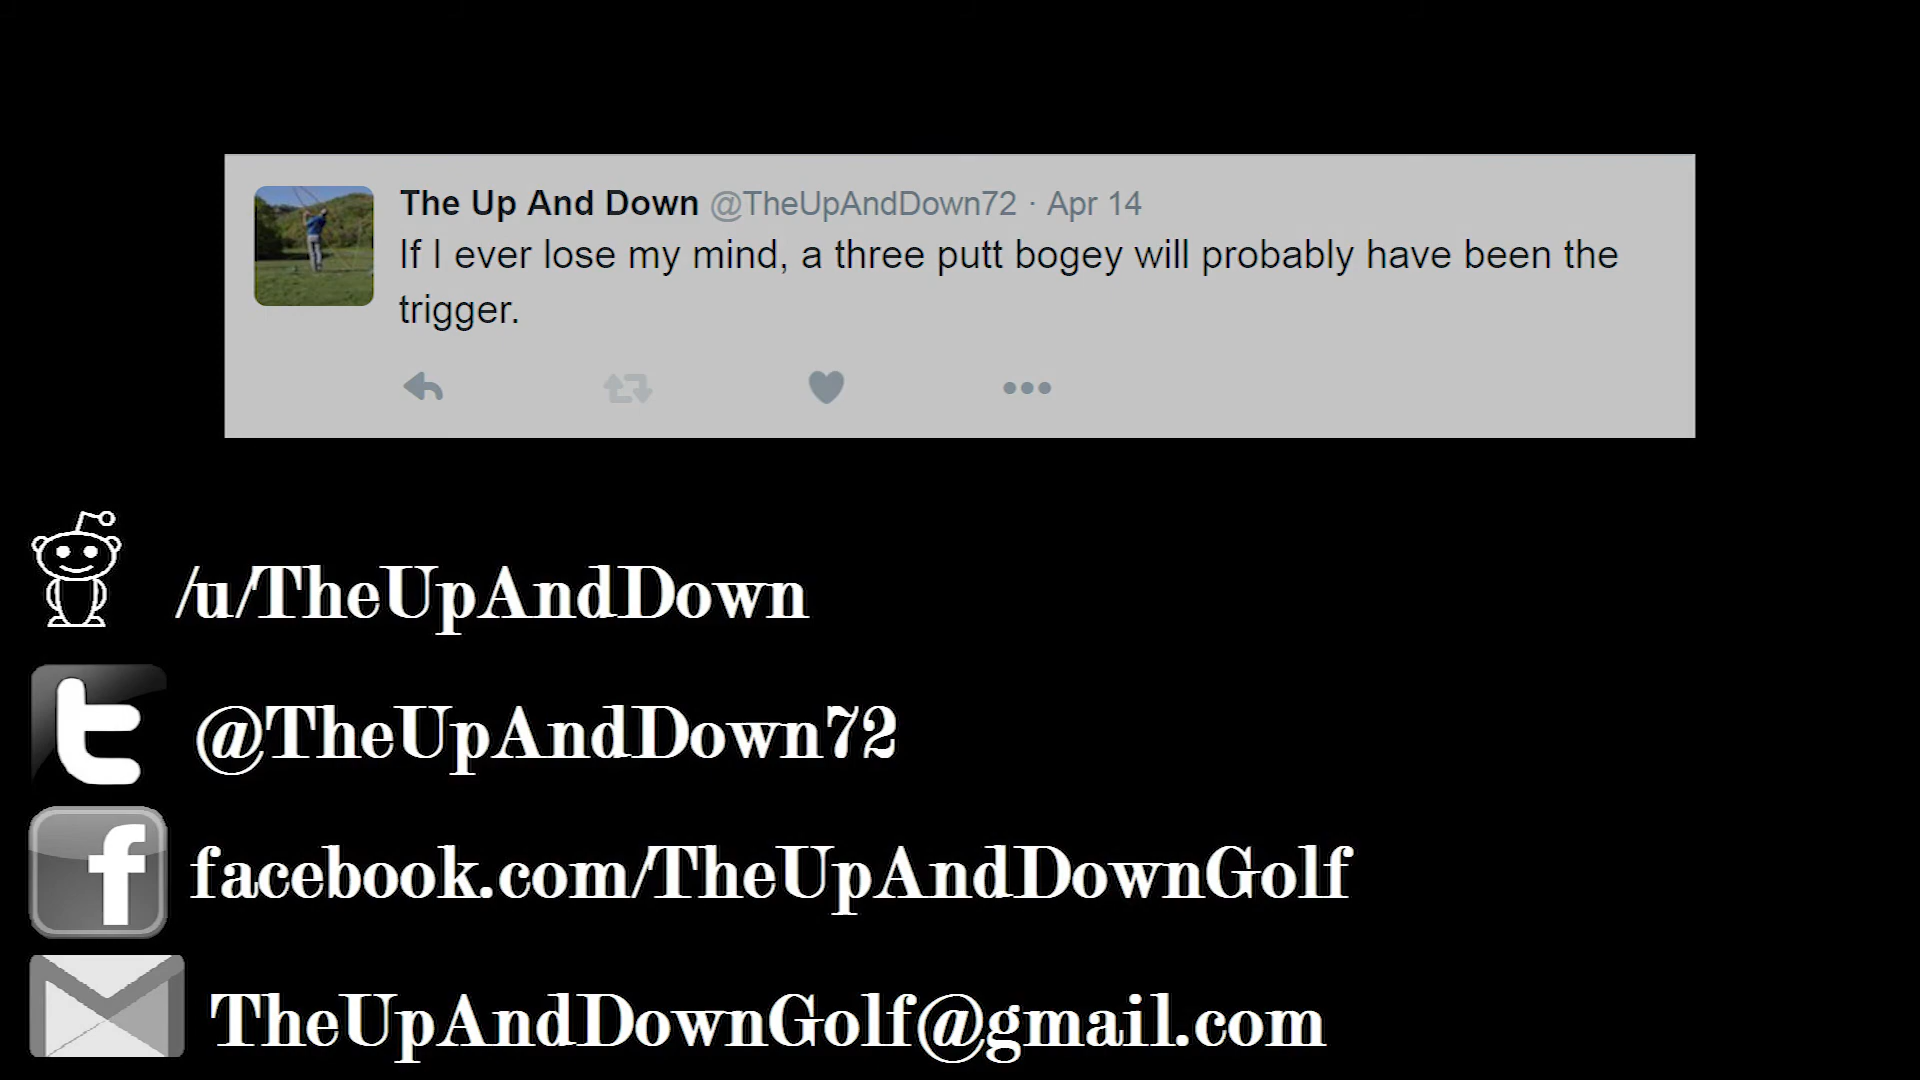 The Up And Down @TheUpAndDown72 · Apr 14
If I ever lose my mind, a three putt bogey will probably have been the
trigger.
/u/TheUpAndDown
@TheUpAndDown72
facebook.com/TheUpAndDownGolf
TheUpAndDownGolf@gmail.com